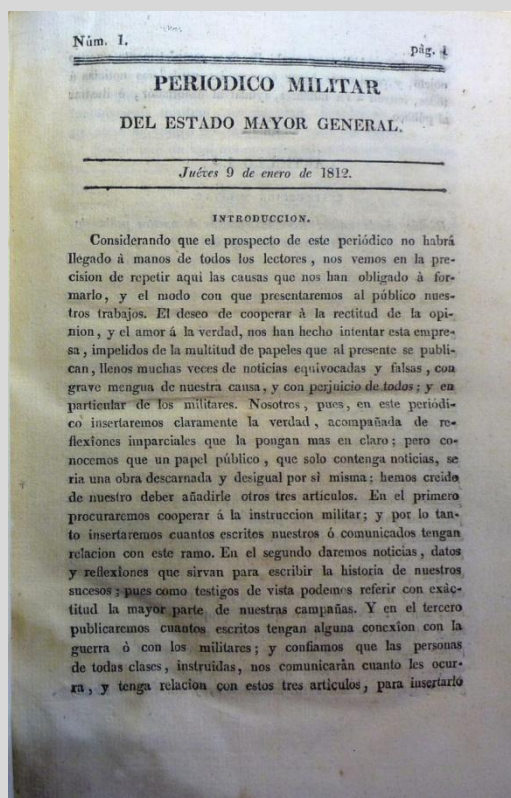 Núm. 1.
pág. 1
PERIODICO MILITAR
DEL ESTADO MAYOR GENERAL.
Juéves 9 de enero de 1812.
INTRODUCCION.
Considerando que el prospecto de este periódico no habrá
llegado à manos de todos los lectores, nos vemos en la pre-
cision de repetir aqui las causas que nos han obligado à for-
marlo, y el modo con que presentaremos al público nues-
tros trabajos. El deseo de cooperar à la rectitud de la opi-
nion, y el amor á la verdad, nos han hecho intentar esta empre-
sa, impelidos de la multitud de papeles que al presente se publi-
can, llenos muchas veces de noticias equivocadas y falsas, con
grave mengua de nuestra causa, y con perjuicio de todos; y en
particular de los militares. Nosotros, pues, en este periódi-
co insertaremos claramente la verdad, acompañada de re-
flexîones imparciales que la pongan mas en claro; pero co-
nocemos que un papel público, que solo contenga noticias, se
ria una obra descarnada y desigual por sì misma; hemos creido
de nuestro deber añadirle otros tres articulos. En el primero
procuraremos cooperar á la instruccion militar; y por lo tan-
to insertaremos cuantos escritos nuestros ó comunicados tengan
relacion con este ramo. En el segundo daremos noticias, datos
y reflexîones que sirvan para escribir la historia de nuestros
sucesos; pues como testigos de vista podemos referir con exâc-
titud la mayor parte de nuestras campañas. Y en el tercero
publicaremos cuantos escritos tengan alguna conexîon con la
guerra ò con los militares; y confiamos que las personas
de todas clases, instruidas, nos comunicaràn cuanto les ocur-
ra, y tenga relacion con estos tres articulos, para insertarlo